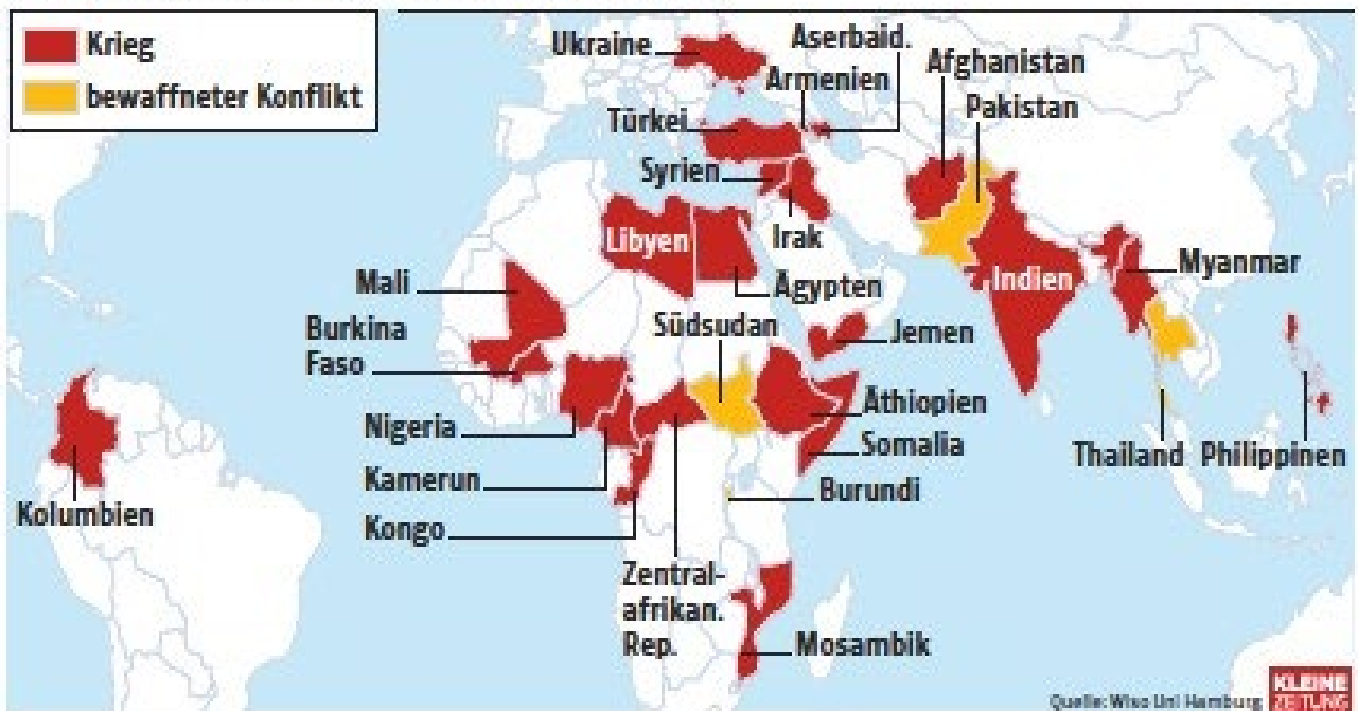 Krieg
bewaffneter Konflikt
Ukraine
Aserbaid.
Armenien
Afghanistan
Pakistan
Türkei
Syrien
Irak
Libyen
Ägypten
Indien
Myanmar
Mali
Burkina
Faso
Südsudan
Jemen
Nigeria
Äthiopien
Somalia
Thailand
Philippinen
Kamerun
Burundi
Kolumbien
Kongo
Zentral-
afrikan.
Rep.
Mosambik
Quelle: Wiso Uni Hamburg
KLEINE
ZEITUNG